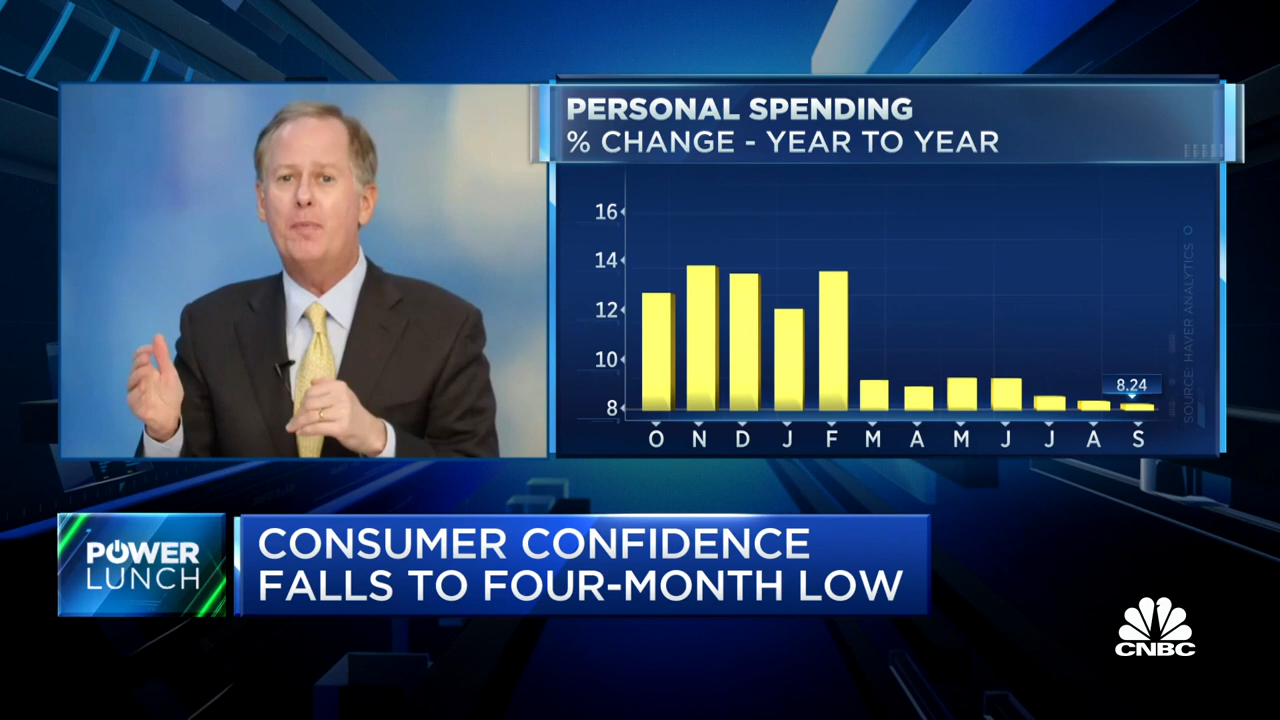 PERSONAL SPENDING
% CHANGE - YEAR TO YEAR
16
14
12
10
8
8.24
O N D J F M A M J J A S
SOURCE: HAVER ANALYTICS
POWER
LUNCH
CONSUMER CONFIDENCE
FALLS TO FOUR-MONTH LOW
CNBC